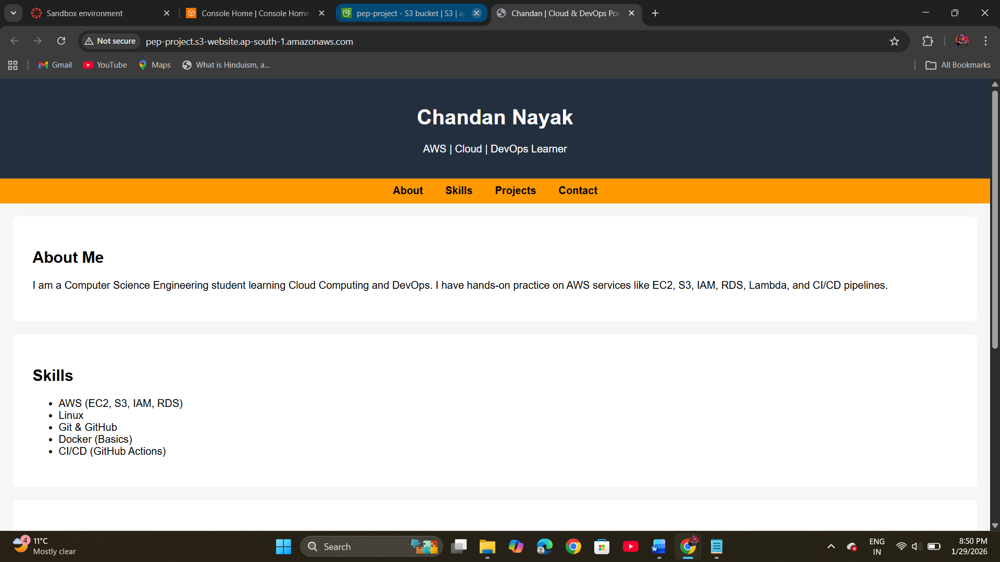 Sandbox environment
Console Home | Console Home
pep-project - S3 bucket | S3 | a
Chandan | Cloud & DevOps Por
Not secure
pep-project.s3-website.ap-south-1.amazonaws.com
Gmail
YouTube
Maps
What is Hinduism, a...
All Bookmarks
Chandan Nayak
AWS | Cloud | DevOps Learner
About Skills Projects Contact
About Me
I am a Computer Science Engineering student learning Cloud Computing and DevOps. I have hands-on practice on AWS services like EC2, S3, IAM, RDS, Lambda, and CI/CD pipelines.
Skills
• AWS (EC2, S3, IAM, RDS)
• Linux
• Git & GitHub
• Docker (Basics)
• CI/CD (GitHub Actions)
4
11°C
Mostly clear
Search
W
ENG
IN
8:50 PM
1/29/2026